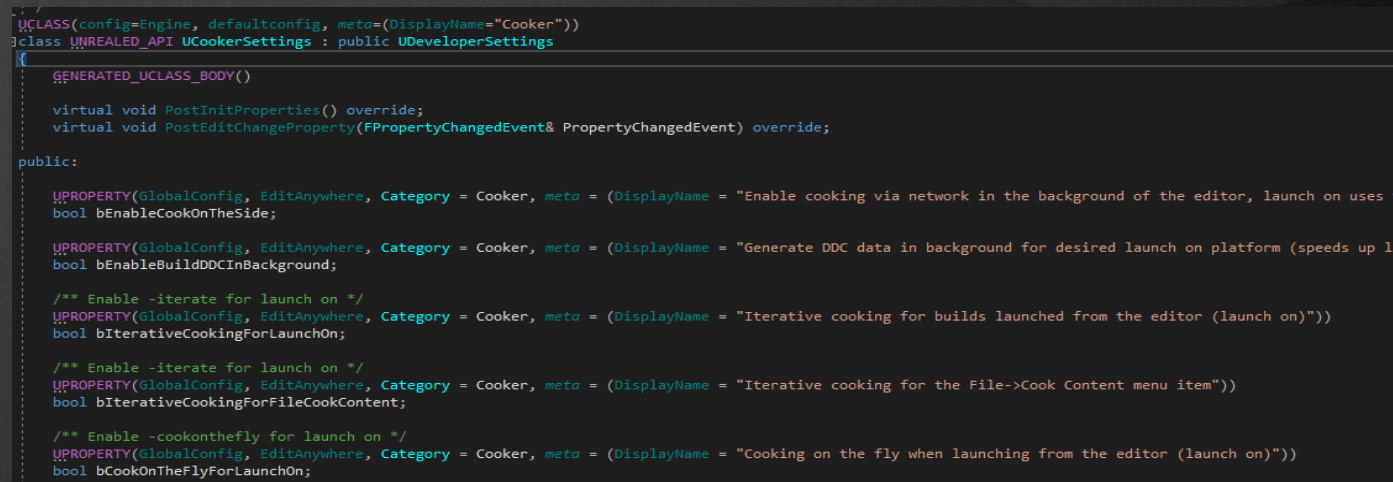 UCLASS(config=Engine, defaultconfig, meta=(DisplayName="Cooker"))
class UNREALED_API UCookerSettings : public UDeveloperSettings
{
GENERATED_UCLASS_BODY()
virtual void PostInitProperties() override;
virtual void PostEditChangeProperty(FPropertyChangedEvent& PropertyChangedEvent) override;
public:
UPROPERTY(GlobalConfig, EditAnywhere, Category = Cooker, meta = (DisplayName = "Enable cooking via network in the background of the editor, launch on uses
bool bEnableCookOnTheSide;
UPROPERTY(GlobalConfig, EditAnywhere, Category = Cooker, meta = (DisplayName = "Generate DDC data in background for desired launch on platform (speeds up l
bool bEnableBuildDDCInBackground;
/** Enable -iterate for launch on */
UPROPERTY(GlobalConfig, EditAnywhere, Category = Cooker, meta = (DisplayName = "Iterative cooking for builds launched from the editor (launch on)"))
bool bIterativeCookingForLaunchOn;
/** Enable -iterate for launch on */
UPROPERTY(GlobalConfig, EditAnywhere, Category = Cooker, meta = (DisplayName = "Iterative cooking for the File->Cook Content menu item"))
bool bIterativeCookingForFileCookContent;
/** Enable -cookonthefly for launch on */
UPROPERTY(GlobalConfig, EditAnywhere, Category = Cooker, meta = (DisplayName = "Cooking on the fly when launching from the editor (launch on)"))
bool bCookOnTheFlyForLaunchOn;